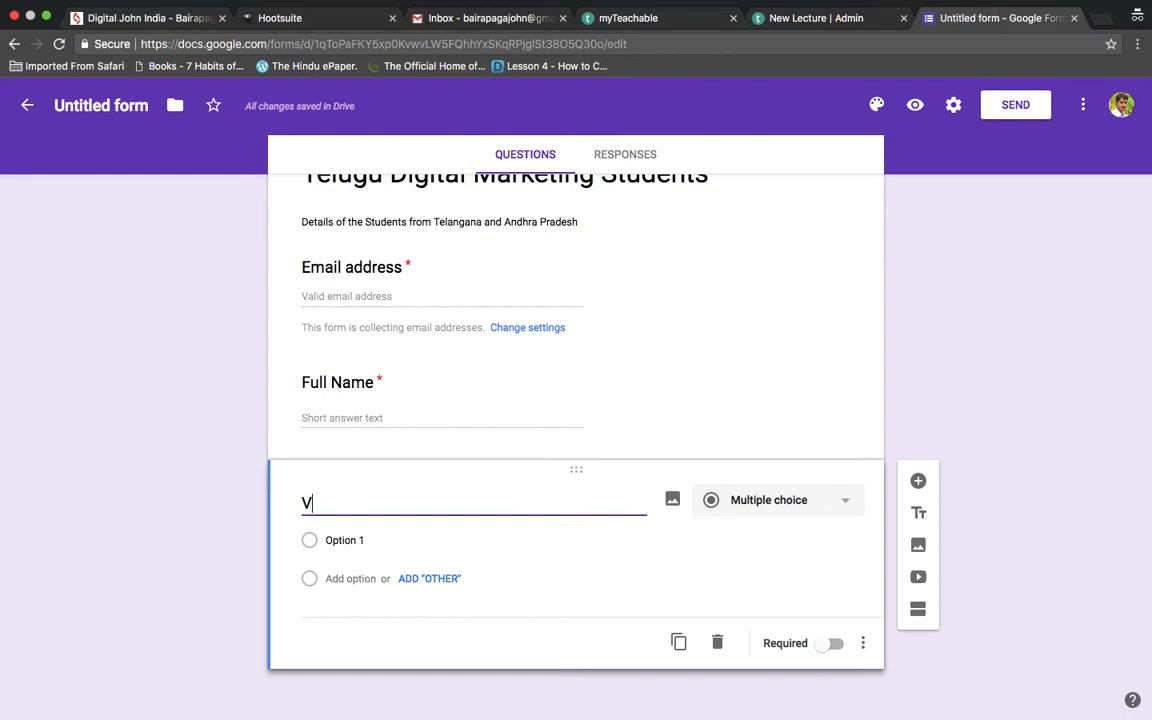 Digital John India - Bairapag
Hootsuite
Inbox - bairapagajohn@gma
myTeachable
New Lecture | Admin
Untitled form - Google Form
Secure
https://docs.google.com/forms/d/1qToPaFKY5xp0KvwvLW5FQhhYxSKqRPjglSt38O5Q30o/edit
Imported From Safari
Books - 7 Habits of...
The Hindu ePaper.
The Official Home of...
Lesson 4 - How to C...
Untitled form
All changes saved in Drive
SEND
QUESTIONS
RESPONSES
Telugu Digital Marketing Students
Details of the Students from Telangana and Andhra Pradesh
Email address *
Valid email address
This form is collecting email addresses. Change settings
Full Name *
Short answer text
V
Multiple choice
Option 1
Add option or ADD "OTHER"
Required